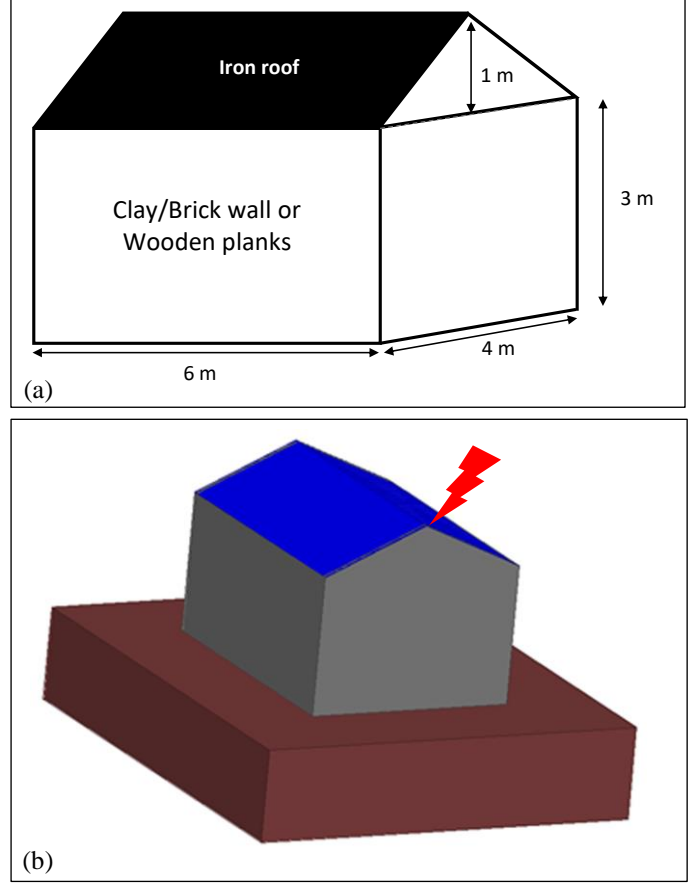 Iron roof
1 m
Clay/Brick wall or
Wooden planks
3 m
4 m
6 m
(a)
(b)